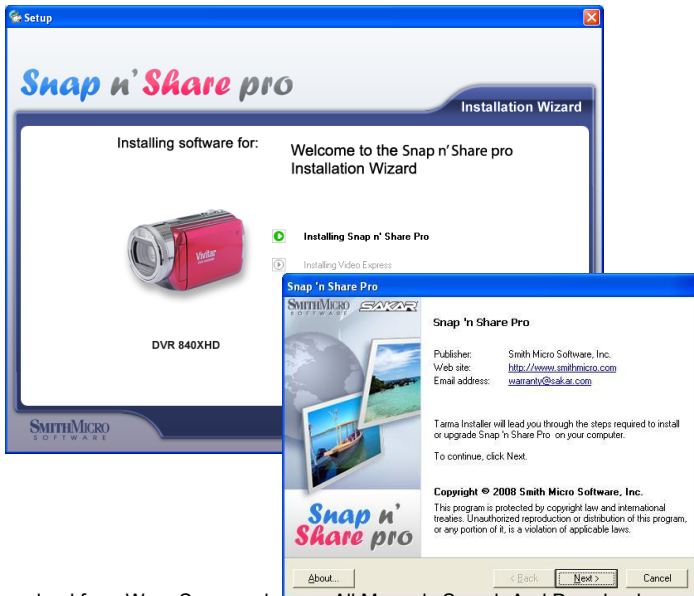 Setup
Snap n' Share pro
Installation Wizard
Installing software for:
Welcome to the Snap n' Share pro
Installation Wizard
Vivitar
Installing Snap n' Share Pro
Installing Video Express
DVR 840XHD
SMITHMICRO
SOFTWARE
Snap 'n Share Pro
SMITHMICRO
SOFTWARE
SAKAR
Snap 'n Share Pro
Publisher: Smith Micro Software, Inc.
Web site: http://www.smithmicro.com
Email address: warranty@sakar.com
Tarma Installer will lead you through the steps required to install
or upgrade Snap 'n Share Pro on your computer.
To continue, click Next.
Copyright © 2008 Smith Micro Software, Inc.
This program is protected by copyright law and international
treaties. Unauthorized reproduction or distribution of this program,
or any portion of it, is a violation of applicable laws.
Snap n'
Share pro
About...
< Back
Next >
Cancel